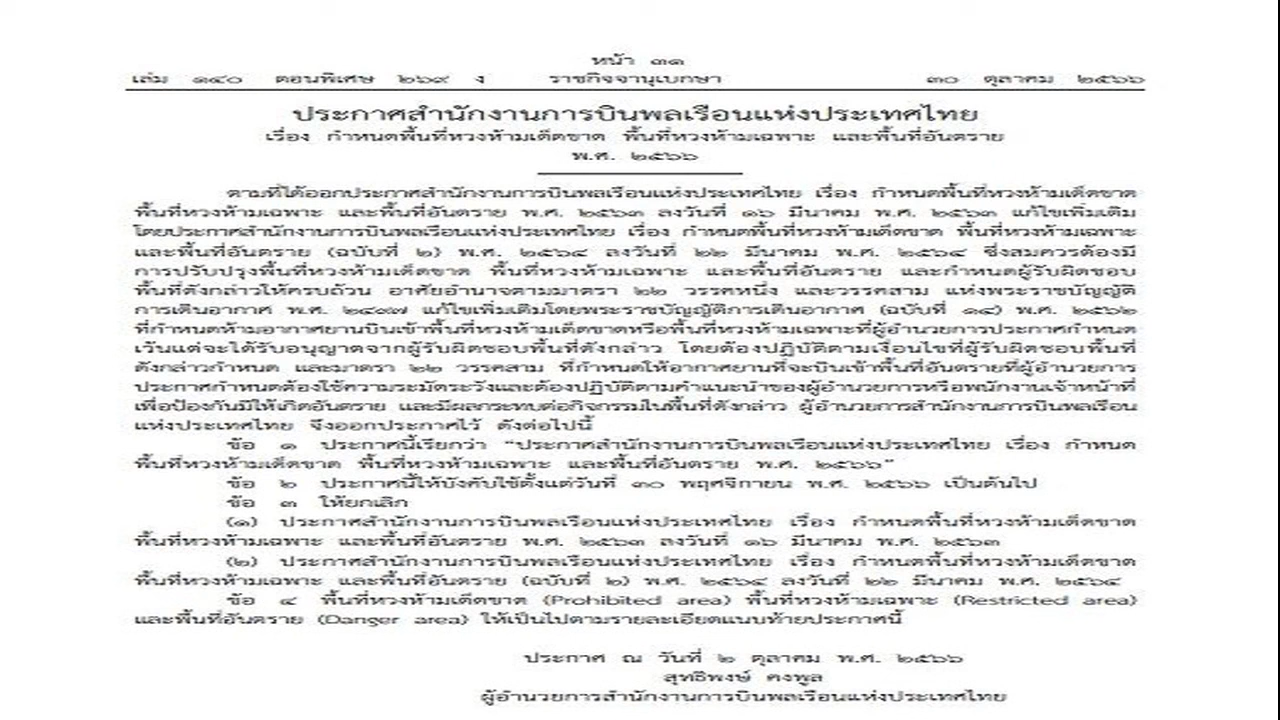 หน้า ๓๑
เล่ม ๑๔๐ ตอนพิเศษ ๒๖๙ ง ราชกิจจานุเบกษา ๓๐ ตุลาคม ๒๕๖๖
ประกาศสำนักงานการบินพลเรือนแห่งประเทศไทย
เรื่อง กำหนดพื้นที่หวงห้ามเด็ดขาด พื้นที่หวงห้ามเฉพาะ และพื้นที่อันตราย
พ.ศ. ๒๕๖๖
ตามที่ได้ออกประกาศสำนักงานการบินพลเรือนแห่งประเทศไทย เรื่อง กำหนดพื้นที่หวงห้ามเด็ดขาด
พื้นที่หวงห้ามเฉพาะ และพื้นที่อันตราย พ.ศ. ๒๕๖๓ ลงวันที่ ๑๖ มีนาคม พ.ศ. ๒๕๖๓ แก้ไขเพิ่มเติม
โดยประกาศสำนักงานการบินพลเรือนแห่งประเทศไทย เรื่อง กำหนดพื้นที่หวงห้ามเด็ดขาด พื้นที่หวงห้ามเฉพาะ
และพื้นที่อันตราย (ฉบับที่ ๒) พ.ศ. ๒๕๖๔ ลงวันที่ ๒๒ มีนาคม พ.ศ. ๒๕๖๔ ซึ่งสมควรต้องมี
การปรับปรุงพื้นที่หวงห้ามเด็ดขาด พื้นที่หวงห้ามเฉพาะ และพื้นที่อันตราย และกำหนดผู้รับผิดชอบ
พื้นที่ดังกล่าวให้ครบถ้วน อาศัยอำนาจตามมาตรา ๒๒ วรรคหนึ่ง และวรรคสาม แห่งพระราชบัญญัติ
การเดินอากาศ พ.ศ. ๒๔๙๗ แก้ไขเพิ่มเติมโดยพระราชบัญญัติการเดินอากาศ (ฉบับที่ ๑๔) พ.ศ. ๒๕๖๒
ที่กำหนดห้ามอากาศยานบินเข้าพื้นที่หวงห้ามเด็ดขาดหรือพื้นที่หวงห้ามเฉพาะที่ผู้อำนวยการประกาศกำหนด
เว้นแต่จะได้รับอนุญาตจากผู้รับผิดชอบพื้นที่ดังกล่าว โดยต้องปฏิบัติตามเงื่อนไขที่ผู้รับผิดชอบพื้นที่
ดังกล่าวกำหนด และมาตรา ๒๒ วรรคสาม ที่กำหนดให้อากาศยานที่จะบินเข้าพื้นที่อันตรายที่ผู้อำนวยการ
ประกาศกำหนดต้องใช้ความระมัดระวังและต้องปฏิบัติตามคำแนะนำของผู้อำนวยการหรือพนักงานเจ้าหน้าที่
เพื่อป้องกันมิให้เกิดอันตราย และมีผลกระทบต่อกิจกรรมในพื้นที่ดังกล่าว ผู้อำนวยการสำนักงานการบินพลเรือน
แห่งประเทศไทย จึงออกประกาศไว้ ดังต่อไปนี้
ข้อ ๑ ประกาศนี้เรียกว่า “ประกาศสำนักงานการบินพลเรือนแห่งประเทศไทย เรื่อง กำหนด
พื้นที่หวงห้ามเด็ดขาด พื้นที่หวงห้ามเฉพาะ และพื้นที่อันตราย พ.ศ. ๒๕๖๖”
ข้อ ๒ ประกาศนี้ให้บังคับใช้ตั้งแต่วันที่ ๓๐ พฤศจิกายน พ.ศ. ๒๕๖๖ เป็นต้นไป
ข้อ ๓ ให้ยกเลิก
(๑) ประกาศสำนักงานการบินพลเรือนแห่งประเทศไทย เรื่อง กำหนดพื้นที่หวงห้ามเด็ดขาด
พื้นที่หวงห้ามเฉพาะ และพื้นที่อันตราย พ.ศ. ๒๕๖๓ ลงวันที่ ๑๖ มีนาคม พ.ศ. ๒๕๖๓
(๒) ประกาศสำนักงานการบินพลเรือนแห่งประเทศไทย เรื่อง กำหนดพื้นที่หวงห้ามเด็ดขาด
พื้นที่หวงห้ามเฉพาะ และพื้นที่อันตราย (ฉบับที่ ๒) พ.ศ. ๒๕๖๔ ลงวันที่ ๒๒ มีนาคม พ.ศ. ๒๕๖๔
ข้อ ๔ พื้นที่หวงห้ามเด็ดขาด (Prohibited area) พื้นที่หวงห้ามเฉพาะ (Restricted area)
และพื้นที่อันตราย (Danger area) ให้เป็นไปตามรายละเอียดแนบท้ายประกาศนี้
ประกาศ ณ วันที่ ๒ ตุลาคม พ.ศ. ๒๕๖๖
สุทธิพงษ์ คงพูล
ผู้อำนวยการสำนักงานการบินพลเรือนแห่งประเทศไทย